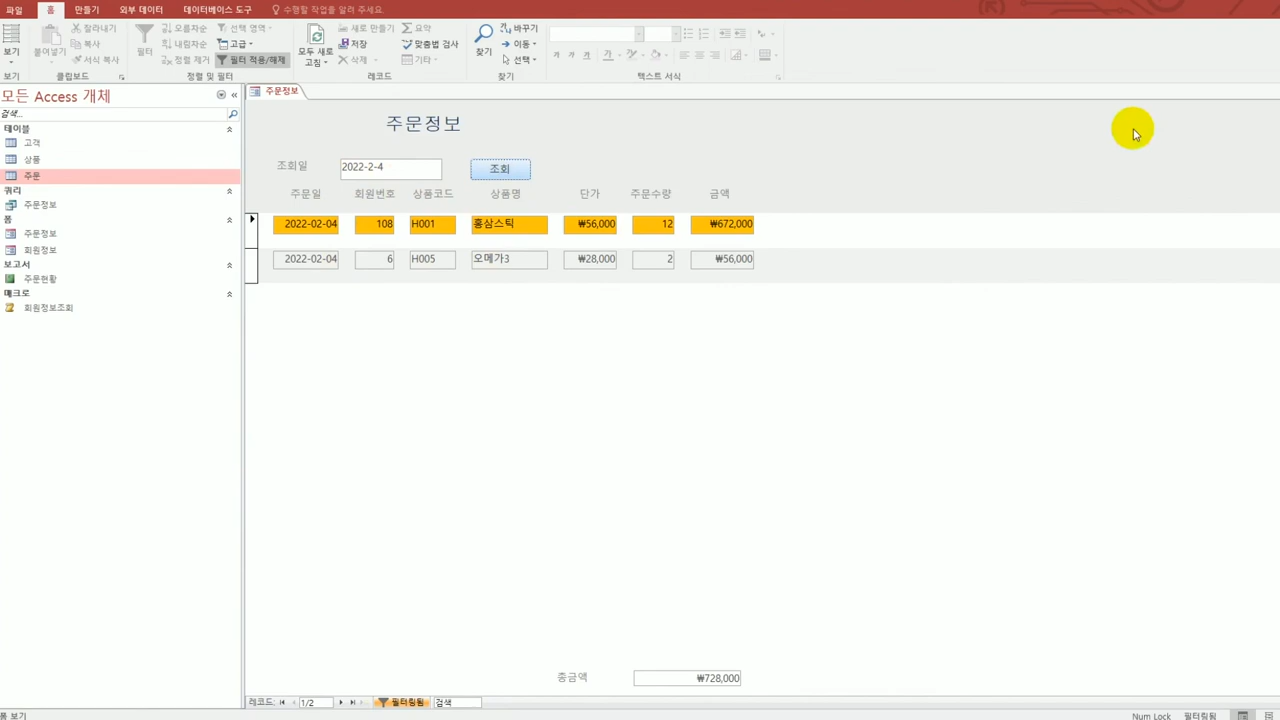 파일 홈 만들기 외부 데이터 데이터베이스 도구 수행할 작업을 알려 주세요.
보기 붙여넣기 잘라내기 복사 서식 복사
필터 오름차순 내림차순 정렬 제거 선택 영역 고급 필터 적용/해제
모두 새로 고침 새로 만들기 저장 삭제 요약 맞춤법 검사 기타
찾기 바꾸기 이동 선택
가 가 가 가
보기 클립보드 정렬 및 필터 레코드 찾기 텍스트 서식
모든 Access 개체
검색...
테이블
고객
상품
주문
쿼리
주문정보
폼
주문정보
회원정보
보고서
주문현황
매크로
회원정보조회
주문정보
주문정보
조회일 2022-2-4 조회
주문일 회원번호 상품코드 상품명 단가 주문수량 금액
2022-02-04 108 H001 홍삼스틱 ₩56,000 12 ₩672,000
2022-02-04 6 H005 오메가3 ₩28,000 2 ₩56,000
총금액 ₩728,000
레코드: 1/2 필터링됨 검색
폼 보기 Num Lock 필터링됨